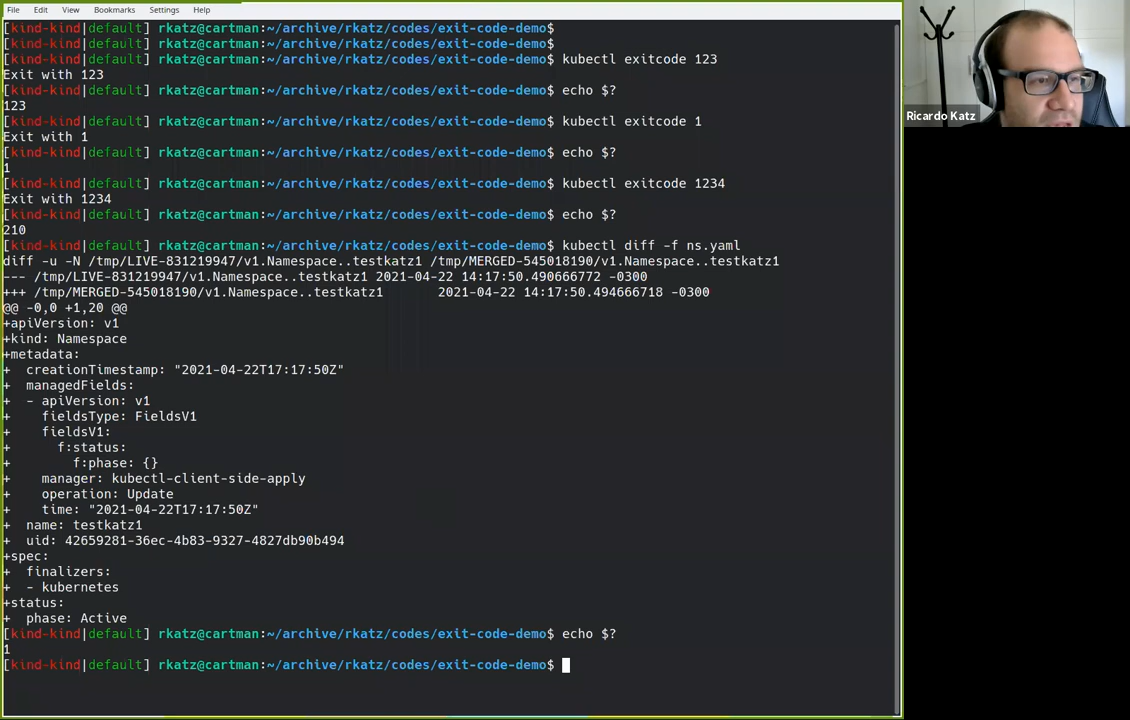 File Edit View Bookmarks Settings Help
[kind-kind|default] rkatz@cartman:~/archive/rkatz/codes/exit-code-demo$
[kind-kind|default] rkatz@cartman:~/archive/rkatz/codes/exit-code-demo$
[kind-kind|default] rkatz@cartman:~/archive/rkatz/codes/exit-code-demo$ kubectl exitcode 123
Exit with 123
[kind-kind|default] rkatz@cartman:~/archive/rkatz/codes/exit-code-demo$ echo $?
123
[kind-kind|default] rkatz@cartman:~/archive/rkatz/codes/exit-code-demo$ kubectl exitcode 1
Exit with 1
[kind-kind|default] rkatz@cartman:~/archive/rkatz/codes/exit-code-demo$ echo $?
1
[kind-kind|default] rkatz@cartman:~/archive/rkatz/codes/exit-code-demo$ kubectl exitcode 1234
Exit with 1234
[kind-kind|default] rkatz@cartman:~/archive/rkatz/codes/exit-code-demo$ echo $?
210
[kind-kind|default] rkatz@cartman:~/archive/rkatz/codes/exit-code-demo$ kubectl diff -f ns.yaml
diff -u -N /tmp/LIVE-831219947/v1.Namespace..testkatz1 /tmp/MERGED-545018190/v1.Namespace..testkatz1
--- /tmp/LIVE-831219947/v1.Namespace..testkatz1 2021-04-22 14:17:50.490666772 -0300
+++ /tmp/MERGED-545018190/v1.Namespace..testkatz1 2021-04-22 14:17:50.494666718 -0300
@@ -0,0 +1,20 @@
+apiVersion: v1
+kind: Namespace
+metadata:
+  creationTimestamp: "2021-04-22T17:17:50Z"
+  managedFields:
+  - apiVersion: v1
+    fieldsType: FieldsV1
+    fieldsV1:
+      f:status:
+        f:phase: {}
+    manager: kubectl-client-side-apply
+    operation: Update
+    time: "2021-04-22T17:17:50Z"
+  name: testkatz1
+  uid: 42659281-36ec-4b83-9327-4827db90b494
+spec:
+  finalizers:
+  - kubernetes
+status:
+  phase: Active
[kind-kind|default] rkatz@cartman:~/archive/rkatz/codes/exit-code-demo$ echo $?
1
[kind-kind|default] rkatz@cartman:~/archive/rkatz/codes/exit-code-demo$
Ricardo Katz